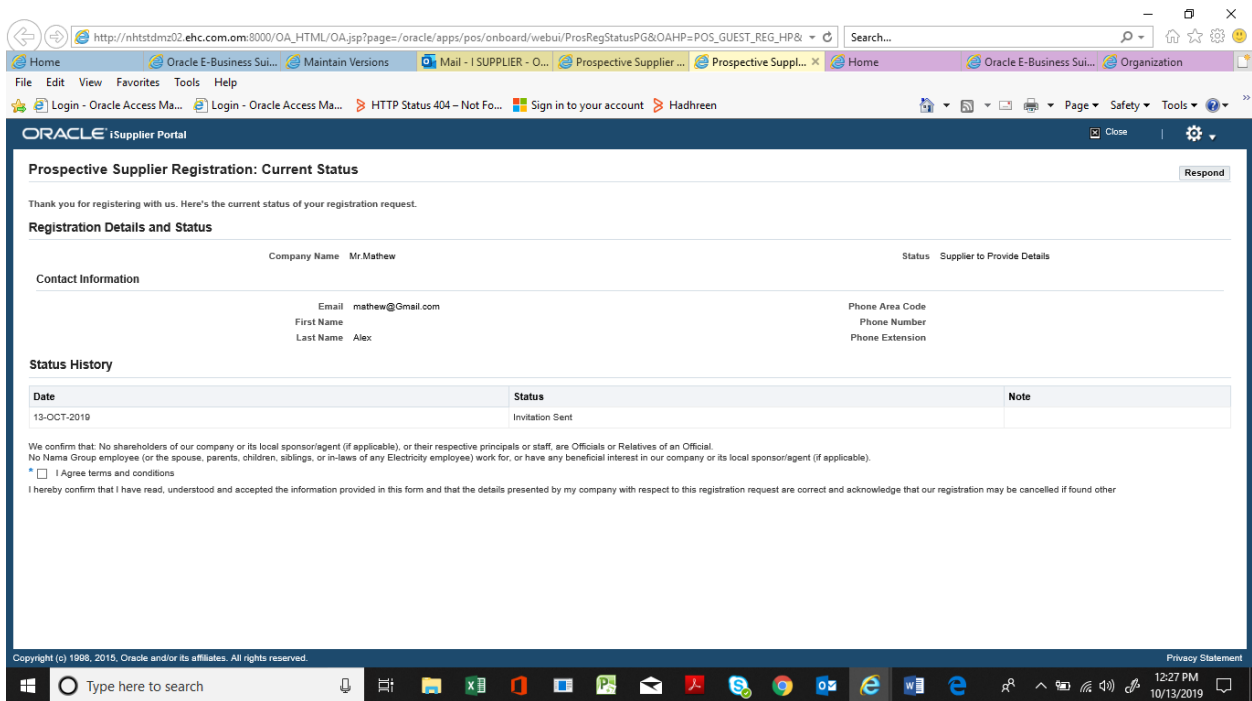 http://nhtstdmz02.ehc.com.om:8000/OA_HTML/OA.jsp?page=/oracle/apps/pos/onboard/webui/ProsRegStatusPG&OAHP=POS_GUEST_REG_HP& Search...
Home Oracle E-Business Sui... Maintain Versions Mail - I SUPPLIER - O... Prospective Supplier ... Prospective Suppl... Home Oracle E-Business Sui... Organization
File Edit View Favorites Tools Help
Login - Oracle Access Ma... Login - Oracle Access Ma... HTTP Status 404 – Not Fo... Sign in to your account Hadhreen Page Safety Tools
ORACLE iSupplier Portal Close
Prospective Supplier Registration: Current Status Respond
Thank you for registering with us. Here's the current status of your registration request.
Registration Details and Status
Company Name Mr.Mathew Status Supplier to Provide Details
Contact Information
Email mathew@Gmail.com Phone Area Code
First Name Phone Number
Last Name Alex Phone Extension
Status History
Date Status Note
13-OCT-2019 Invitation Sent
We confirm that: No shareholders of our company or its local sponsor/agent (if applicable), or their respective principals or staff, are Officials or Relatives of an Official.
No Nama Group employee (or the spouse, parents, children, siblings, or in-laws of any Electricity employee) work for, or have any beneficial interest in our company or its local sponsor/agent (if applicable).
* I Agree terms and conditions
I hereby confirm that I have read, understood and accepted the information provided in this form and that the details presented by my company with respect to this registration request are correct and acknowledge that our registration may be cancelled if found other
Copyright (c) 1998, 2015, Oracle and/or its affiliates. All rights reserved. Privacy Statement
Type here to search 12:27 PM
10/13/2019